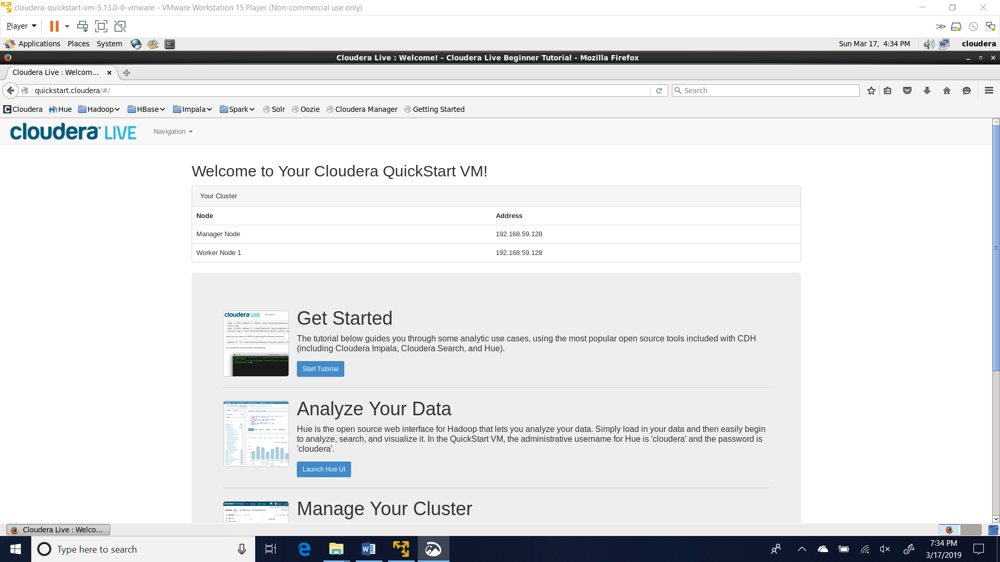 cloudera-quickstart-vm-5.13.0-0-vmware - VMware Workstation 15 Player (Non-commercial use only)
Player
Applications Places System Sun Mar 17, 4:34 PM cloudera
Cloudera Live : Welcome! - Cloudera Live Beginner Tutorial - Mozilla Firefox
Cloudera Live : Welcom...
quickstart.cloudera/#/ Search
Cloudera Hue Hadoop HBase Impala Spark Solr Oozie Cloudera Manager Getting Started
cloudera LIVE Navigation
Welcome to Your Cloudera QuickStart VM!
Your Cluster
Node Address
Manager Node 192.168.59.128
Worker Node 1 192.168.59.128
Get Started
The tutorial below guides you through some analytic use cases, using the most popular open source tools included with CDH
(including Cloudera Impala, Cloudera Search, and Hue).
Start Tutorial
Analyze Your Data
Hue is the open source web interface for Hadoop that lets you analyze your data. Simply load in your data and then easily begin
to analyze, search, and visualize it. In the QuickStart VM, the administrative username for Hue is 'cloudera' and the password is
'cloudera'.
Launch Hue UI
Manage Your Cluster
Cloudera Live : Welco...
Type here to search
7:34 PM
3/17/2019